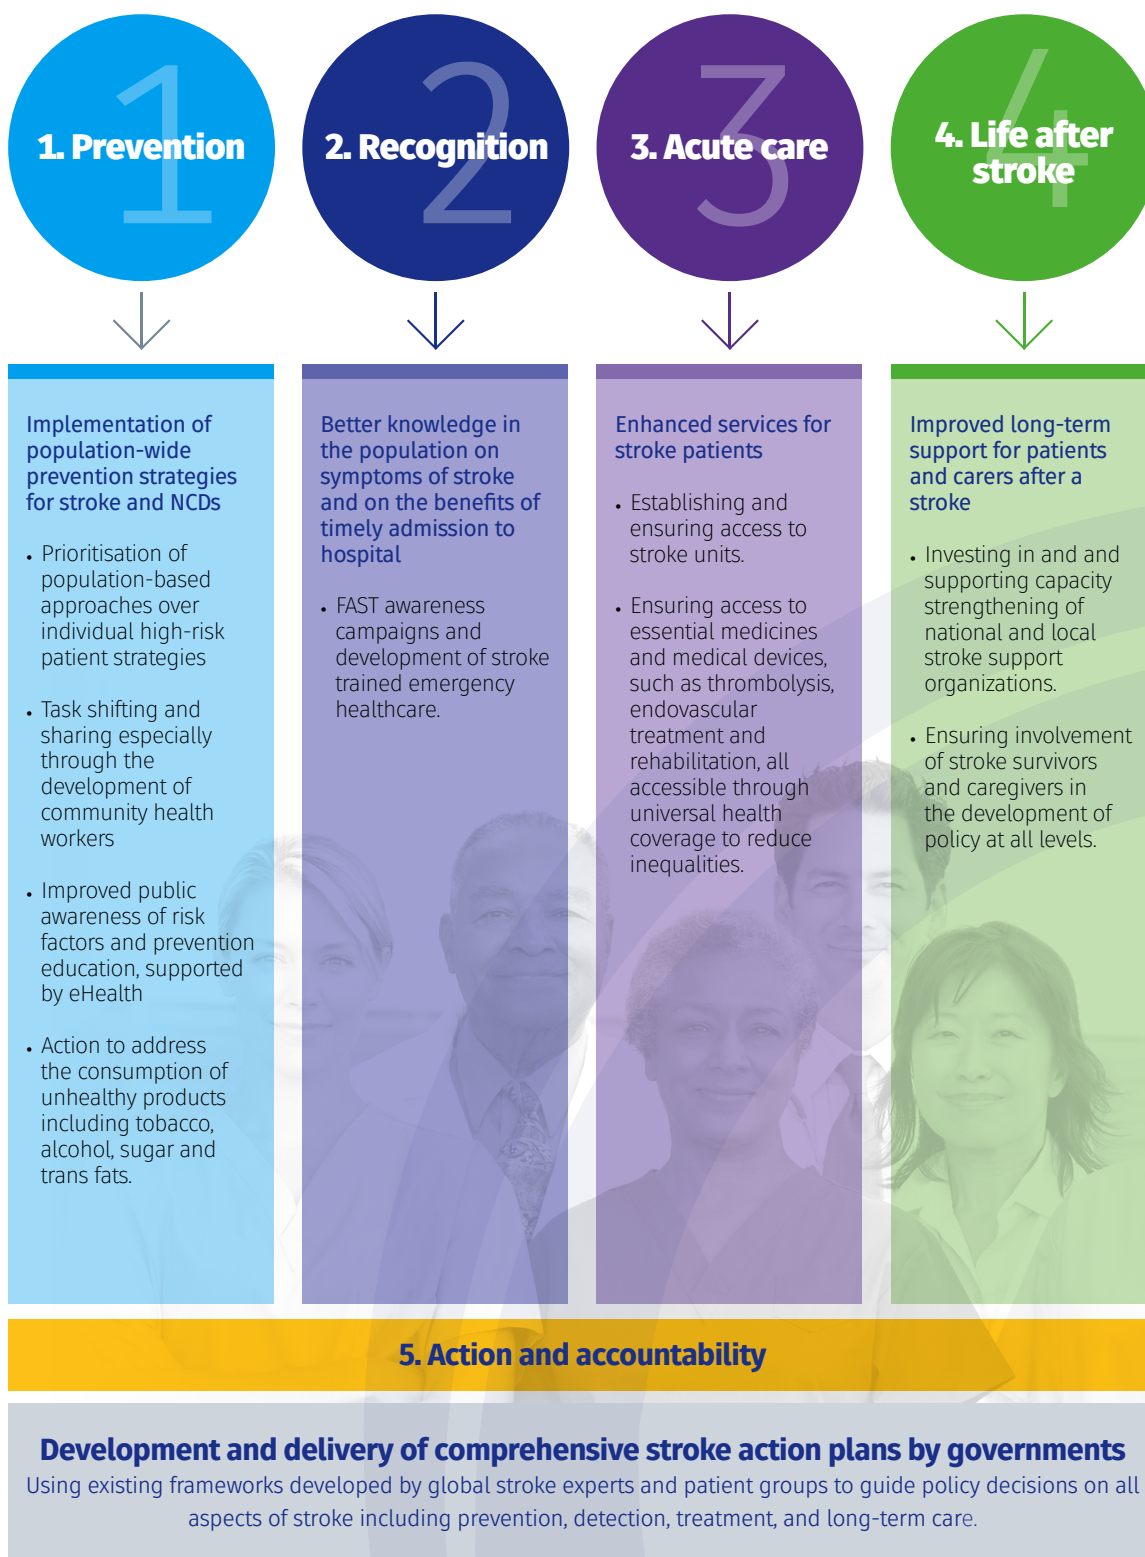 1
1. Prevention
2
2. Recognition
3
3. Acute care
4
4. Life after
stroke
Implementation of
population-wide
prevention strategies
for stroke and NCDs
• Prioritisation of
population-based
approaches over
individual high-risk
patient strategies
• Task shifting and
sharing especially
through the
development of
community health
workers
• Improved public
awareness of risk
factors and prevention
education, supported
by eHealth
• Action to address
the consumption of
unhealthy products
including tobacco,
alcohol, sugar and
trans fats.
Better knowledge in
the population on
symptoms of stroke
and on the benefits of
timely admission to
hospital
• FAST awareness
campaigns and
development of stroke
trained emergency
healthcare.
Enhanced services for
stroke patients
• Establishing and
ensuring access to
stroke units.
• Ensuring access to
essential medicines
and medical devices,
such as thrombolysis,
endovascular
treatment and
rehabilitation, all
accessible through
universal health
coverage to reduce
inequalities.
Improved long-term
support for patients
and carers after a
stroke
• Investing in and and
supporting capacity
strengthening of
national and local
stroke support
organizations.
• Ensuring involvement
of stroke survivors
and caregivers in
the development of
policy at all levels.
5. Action and accountability
Development and delivery of comprehensive stroke action plans by governments
Using existing frameworks developed by global stroke experts and patient groups to guide policy decisions on all
aspects of stroke including prevention, detection, treatment, and long-term care.